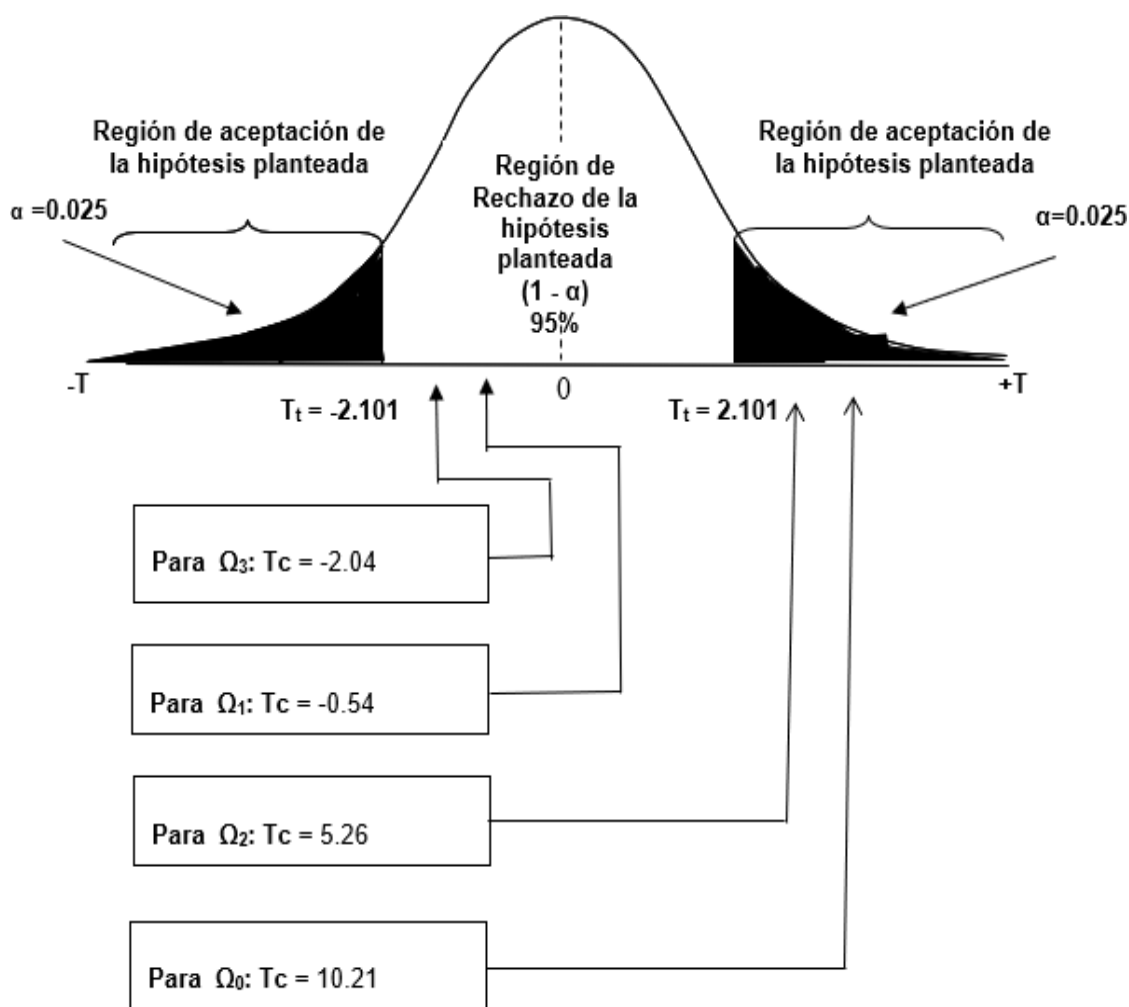 Región de aceptación de
la hipótesis planteada
α =0.025
Región de
Rechazo de la
hipótesis
planteada
(1 - α)
95%
Región de aceptación de
la hipótesis planteada
α=0.025
-T
0
+T
Tₜ = -2.101
Tₜ = 2.101
Para Ω₃: Tc = -2.04
Para Ω₁: Tc = -0.54
Para Ω₂: Tc = 5.26
Para Ω₀: Tc = 10.21